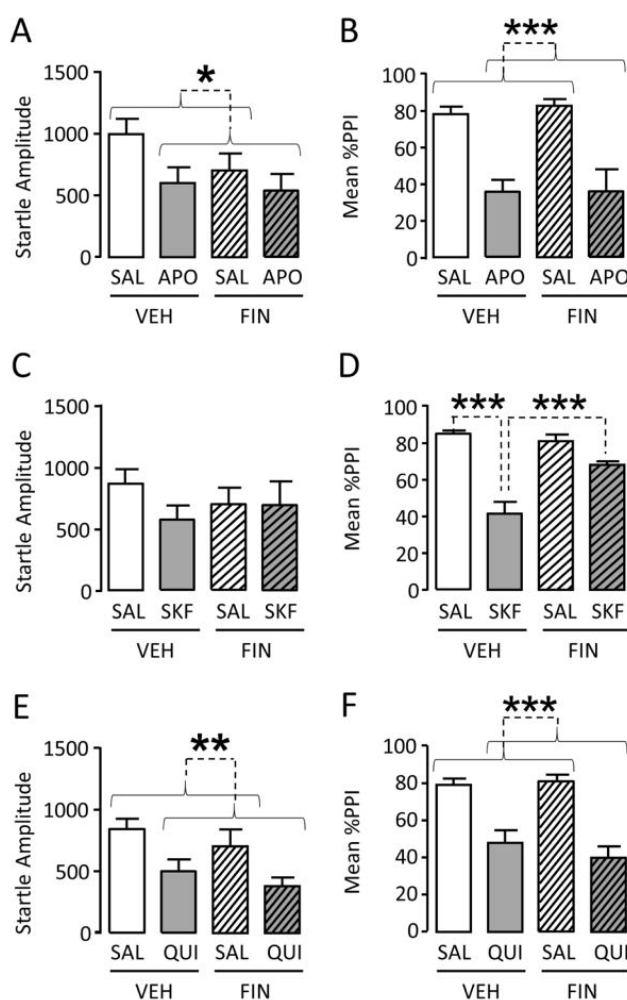 A
*
Startle Amplitude
1500
1000
500
0
SAL APO SAL APO
VEH FIN
B
***
Mean %PPI
100
80
60
40
20
0
SAL APO SAL APO
VEH FIN
C
Startle Amplitude
1500
1000
500
0
SAL SKF SAL SKF
VEH FIN
D
*** ***
Mean %PPI
100
80
60
40
20
0
SAL SKF SAL SKF
VEH FIN
E
**
Startle Amplitude
1500
1000
500
0
SAL QUI SAL QUI
VEH FIN
F
***
Mean %PPI
100
80
60
40
20
0
SAL QUI SAL QUI
VEH FIN